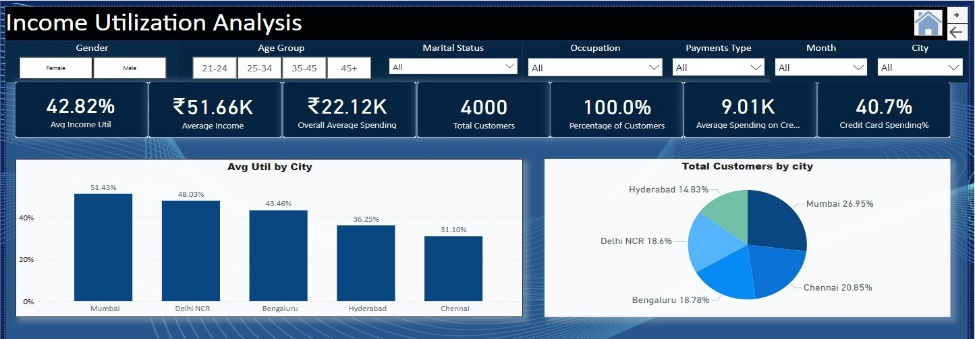 Income Utilization Analysis
Gender
Age Group
Marital Status
Occupation
Payments Type
Month
City
Female
Male
21-24
25-34
35-45
45+
All
All
All
All
All
42.82%
Avg Income Util
₹51.66K
Average Income
₹22.12K
Overall Average Spending
4000
Total Customers
100.0%
Percentage of Customers
9.01K
Average Spending on Cre...
40.7%
Credit Card Spending%
Avg Util by City
51.43%
48.03%
43.46%
36.25%
31.10%
40%
20%
0%
Mumbai
Delhi NCR
Bengaluru
Hyderabad
Chennai
Total Customers by city
Hyderabad 14.83%
Mumbai 26.95%
Delhi NCR 18.6%
Chennai 20.85%
Bengaluru 18.78%